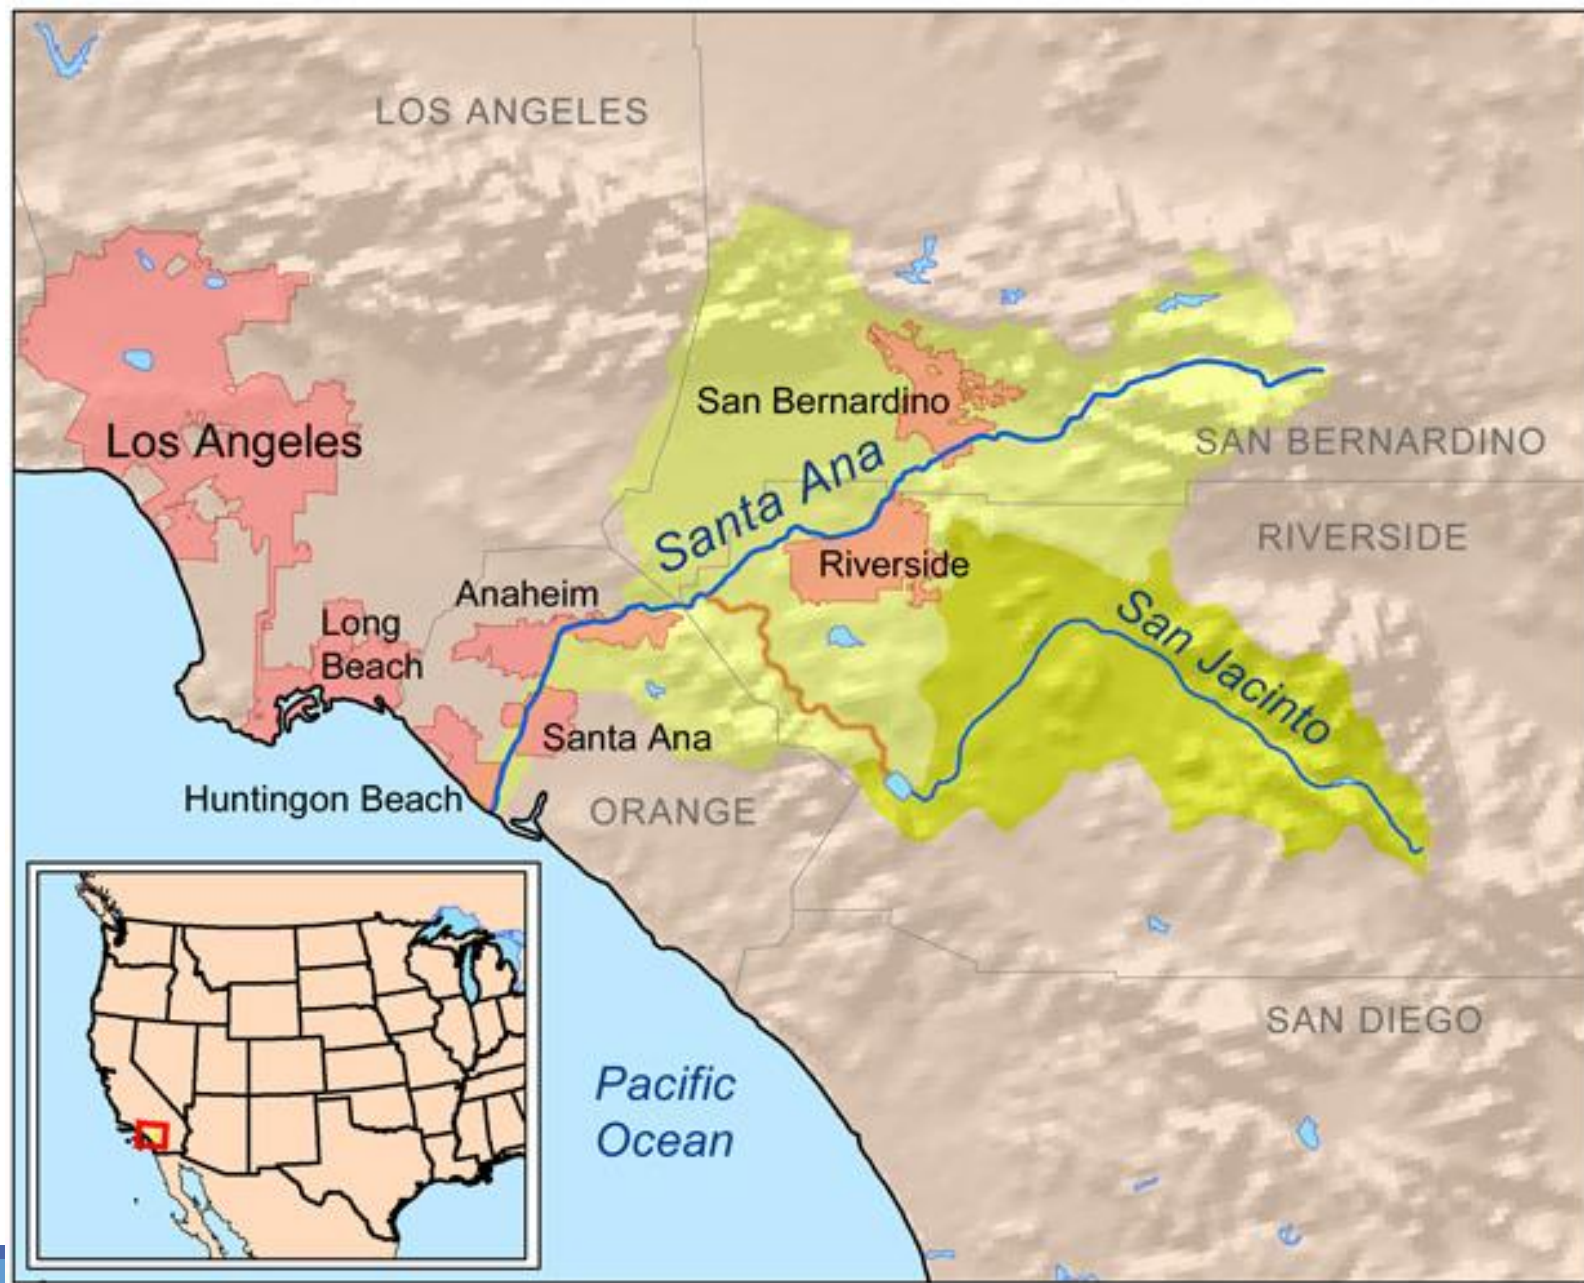 LOS ANGELES
San Bernardino
Los Angeles
SAN BERNARDINO
Santa Ana
RIVERSIDE
Riverside
Anaheim
Long
Beach
San Jacinto
Santa Ana
Huntingon Beach
ORANGE
SAN DIEGO
Pacific
Ocean